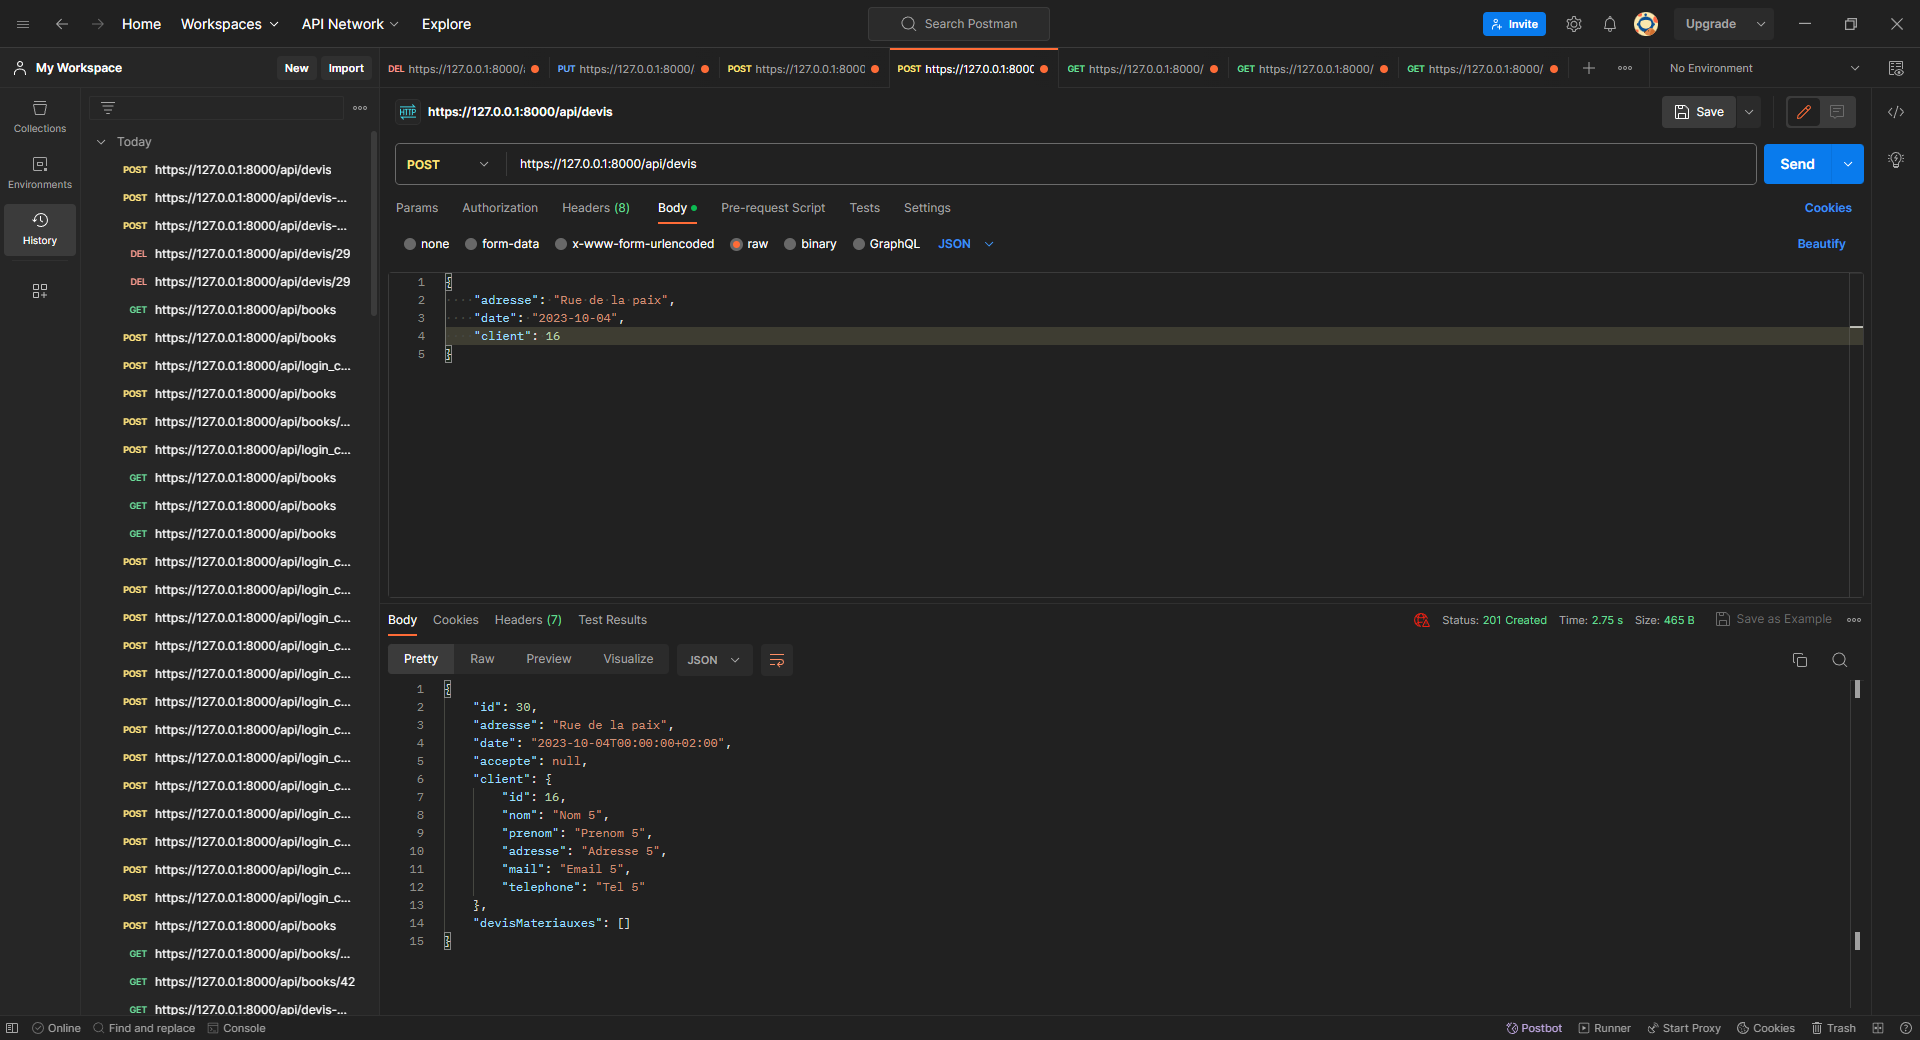 Home Workspaces API Network Explore Search Postman Invite Upgrade
My Workspace New Import
DEL https://127.0.0.1:8000/ PUT https://127.0.0.1:8000/ POST https://127.0.0.1:800 POST https://127.0.0.1:800 GET https://127.0.0.1:8000/ GET https://127.0.0.1:8000/ GET https://127.0.0.1:8000/ No Environment
Collections
Environments
History
Today
POST https://127.0.0.1:8000/api/devis
POST https://127.0.0.1:8000/api/devis-...
POST https://127.0.0.1:8000/api/devis-...
DEL https://127.0.0.1:8000/api/devis/29
DEL https://127.0.0.1:8000/api/devis/29
GET https://127.0.0.1:8000/api/books
POST https://127.0.0.1:8000/api/books
POST https://127.0.0.1:8000/api/login_c...
POST https://127.0.0.1:8000/api/books
POST https://127.0.0.1:8000/api/books/...
POST https://127.0.0.1:8000/api/login_c...
GET https://127.0.0.1:8000/api/books
GET https://127.0.0.1:8000/api/books
GET https://127.0.0.1:8000/api/books
POST https://127.0.0.1:8000/api/login_c...
POST https://127.0.0.1:8000/api/login_c...
POST https://127.0.0.1:8000/api/login_c...
POST https://127.0.0.1:8000/api/login_c...
POST https://127.0.0.1:8000/api/login_c...
POST https://127.0.0.1:8000/api/login_c...
POST https://127.0.0.1:8000/api/login_c...
POST https://127.0.0.1:8000/api/login_c...
POST https://127.0.0.1:8000/api/login_c...
POST https://127.0.0.1:8000/api/login_c...
POST https://127.0.0.1:8000/api/login_c...
POST https://127.0.0.1:8000/api/login_c...
POST https://127.0.0.1:8000/api/login_c...
POST https://127.0.0.1:8000/api/books
GET https://127.0.0.1:8000/api/books/...
GET https://127.0.0.1:8000/api/books/42
GET https://127.0.0.1:8000/api/devis-...
HTTP https://127.0.0.1:8000/api/devis Save
POST https://127.0.0.1:8000/api/devis Send
Params Authorization Headers (8) Body Pre-request Script Tests Settings Cookies
none form-data x-www-form-urlencoded raw binary GraphQL JSON Beautify
1 {
2 "adresse": "Rue de la paix",
3 "date": "2023-10-04",
4 "client": 16
5 }
Body Cookies Headers (7) Test Results Status: 201 Created Time: 2.75 s Size: 465 B Save as Example
Pretty Raw Preview Visualize JSON
1 {
2 "id": 30,
3 "adresse": "Rue de la paix",
4 "date": "2023-10-04T00:00:00+02:00",
5 "accepte": null,
6 "client": {
7 "id": 16,
8 "nom": "Nom 5",
9 "prenom": "Prenom 5",
10 "adresse": "Adresse 5",
11 "mail": "Email 5",
12 "telephone": "Tel 5"
13 },
14 "devisMateriauxes": []
15 }
Online Find and replace Console Postbot Runner Start Proxy Cookies Trash